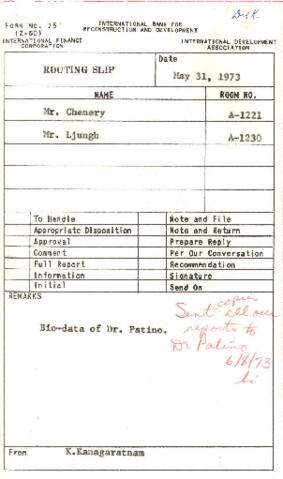 FORM NO. 75
(2-60)
INTERNATIONAL BANK FOR
RECONSTRUCTION AND DEVELOPMENT
INTERNATIONAL FINANCE
CORPORATION
INTERNATIONAL DEVELOPMENT
ASSOCIATION
ROUTING SLIP
Date
May 31, 1973
NAME ROOM NO.
Mr. Chenery A-1221
Mr. Ljungh A-1230
To Handle Note and File
Appropriate Disposition Note and Return
Approval Prepare Reply
Comment Per Our Conversation
Full Report Recommendation
Information Signature
Initial Send On
REMARKS
copies
Sent all our
reports to
Dr Patino
6/8/73
Bio-data of Dr. Patino.
From K.Kanagaratnam